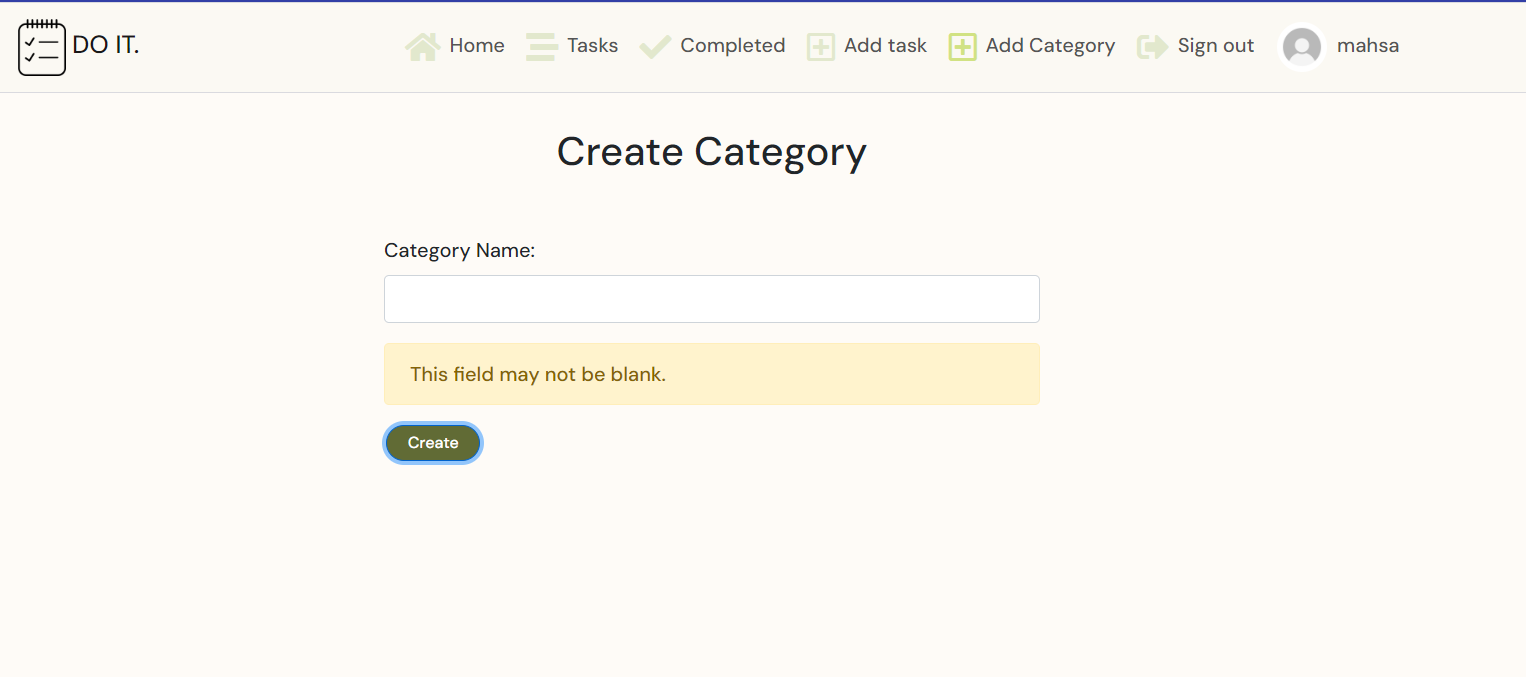 DO IT. Home Tasks Completed Add task Add Category Sign out mahsa
Create Category
Category Name:
This field may not be blank.
Create